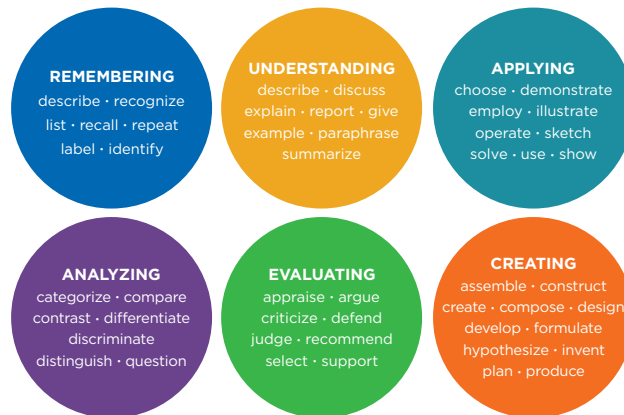 REMEMBERING
describe · recognize
list · recall · repeat
label · identify
UNDERSTANDING
describe · discuss
explain · report · give
example · paraphrase
summarize
APPLYING
choose · demonstrate
employ · illustrate
operate · sketch
solve · use · show
ANALYZING
categorize · compare
contrast · differentiate
discriminate
distinguish · question
EVALUATING
appraise · argue
criticize · defend
judge · recommend
select · support
CREATING
assemble · construct
create · compose · design
develop · formulate
hypothesize · invent
plan · produce